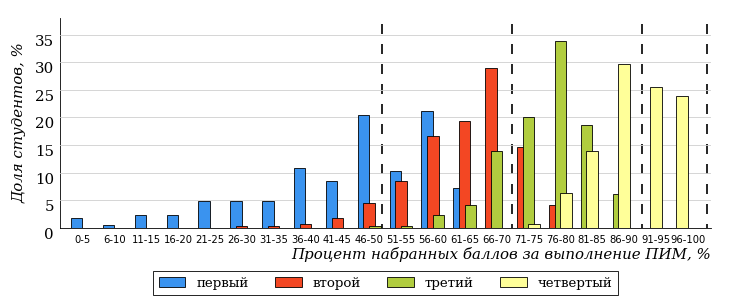 Доля студентов, %
35
30
25
20
15
10
5
0
0-5 6-10 11-15 16-20 21-25 26-30 31-35 36-40 41-45 46-50 51-55 56-60 61-65 66-70 71-75 76-80 81-85 86-90 91-95 96-100
Процент набранных баллов за выполнение ПИМ, %
первый второй третий четвертый